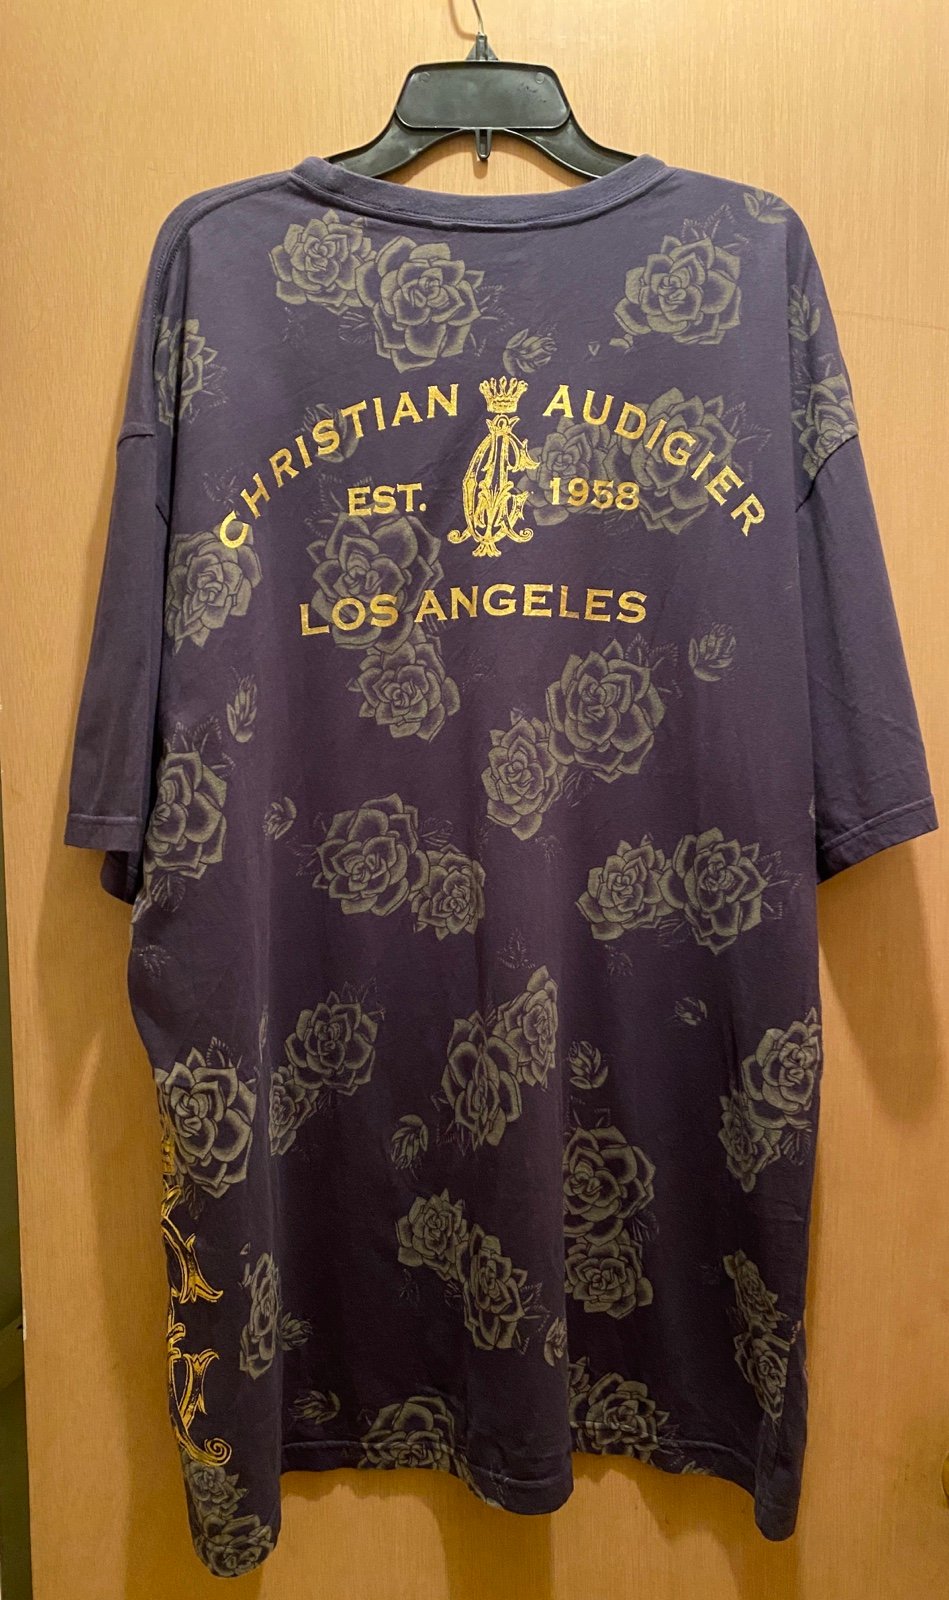 CHRISTIAN AUDIGIER
EST. 1958
LOS ANGELES